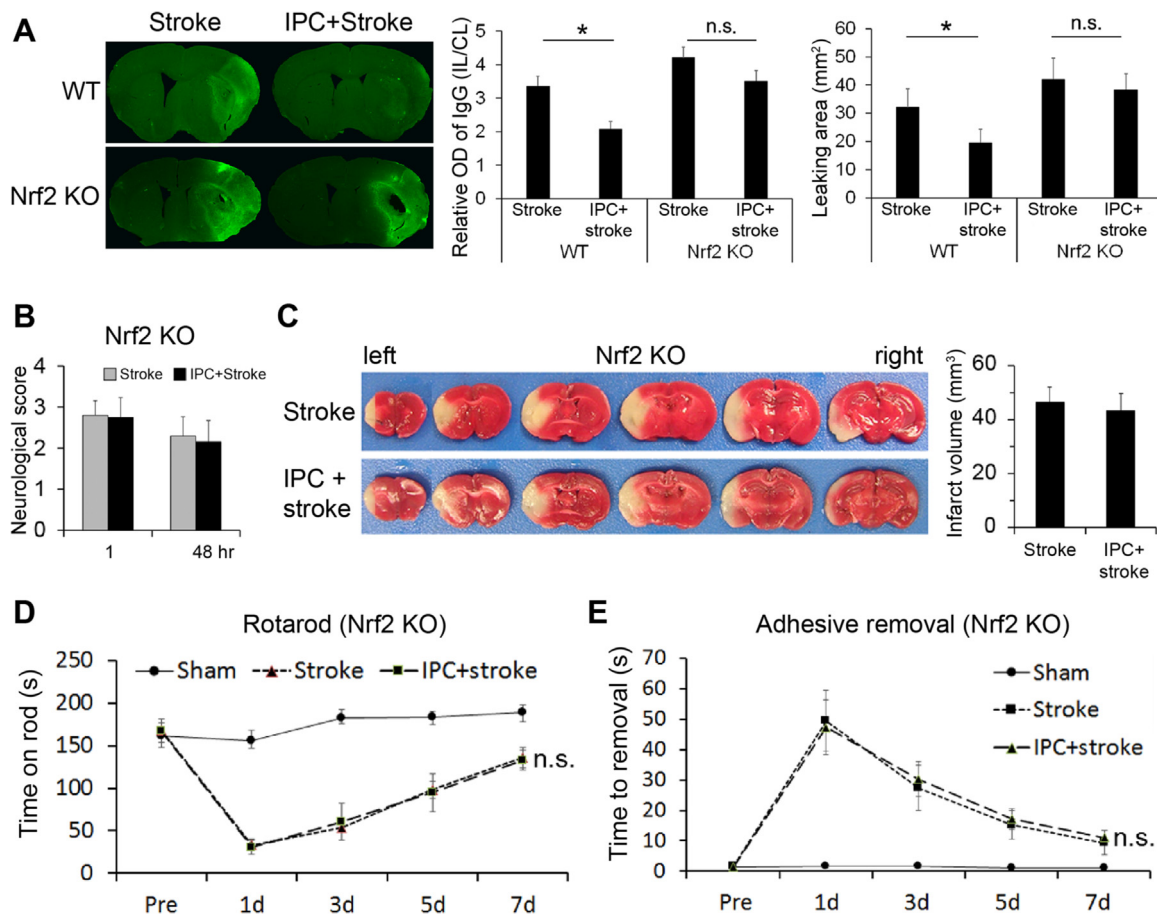 A
Stroke IPC+Stroke
WT
Nrf2 KO
Relative OD of IgG (IL/CL)
5
4
3
2
1
0
*
n.s.
Stroke IPC+ stroke Stroke IPC+ stroke
WT Nrf2 KO
Leaking area (mm²)
60
50
40
30
20
10
0
*
n.s.
Stroke IPC+ stroke Stroke IPC+ stroke
WT Nrf2 KO
B
Nrf2 KO
Neurological score
4
3
2
1
0
Stroke IPC+Stroke
1 48 hr
C
left Nrf2 KO right
Stroke
IPC +
stroke
Infarct volume (mm³)
60
40
20
0
Stroke IPC+
stroke
D
Rotarod (Nrf2 KO)
Time on rod (s)
250
200
150
100
50
0
Sham Stroke IPC+stroke
n.s.
Pre 1d 3d 5d 7d
E
Adhesive removal (Nrf2 KO)
Time to removal (s)
70
60
50
40
30
20
10
0
Sham
Stroke
IPC+stroke
n.s.
Pre 1d 3d 5d 7d